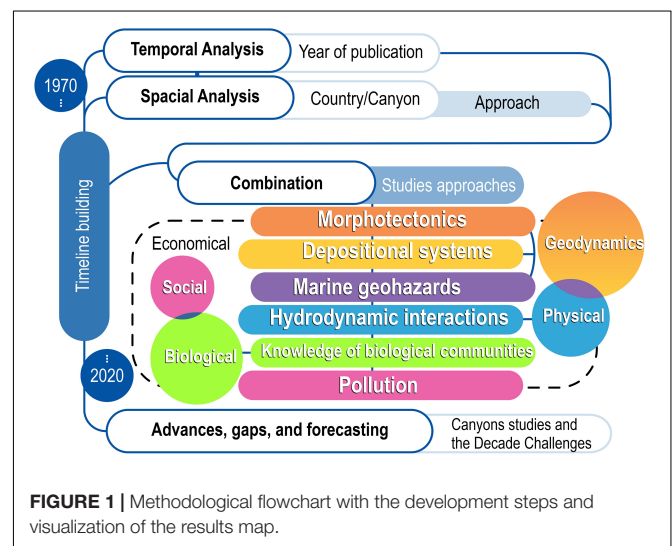 Temporal Analysis
Year of publication
1970
Spacial Analysis
Country/Canyon
Approach
Timeline building
Combination
Studies approaches
Morphotectonics
Economical
Depositional systems
Geodynamics
Social
Marine geohazards
Hydrodynamic interactions
Physical
Biological
Knowledge of biological communities
2020
Pollution
Advances, gaps, and forecasting
Canyons studies and
the Decade Challenges
FIGURE 1 | Methodological flowchart with the development steps and
visualization of the results map.